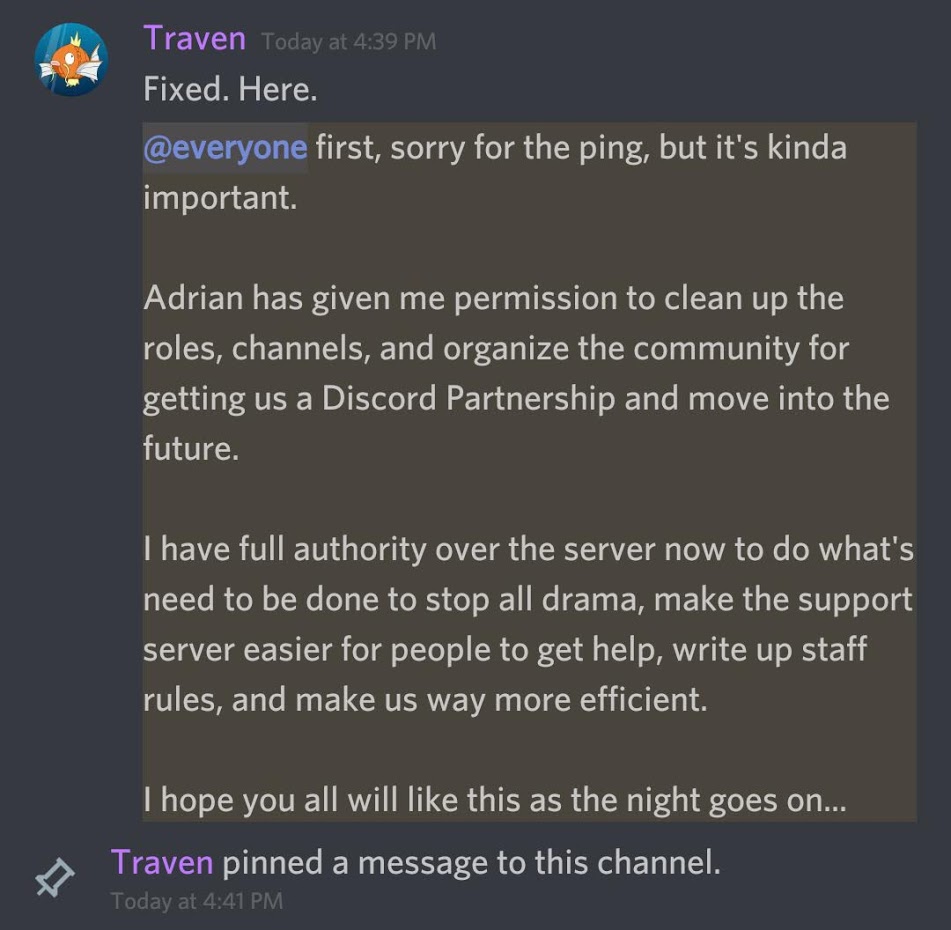 Traven Today at 4:39 PM
Fixed. Here.
@everyone first, sorry for the ping, but it's kinda
important.
Adrian has given me permission to clean up the
roles, channels, and organize the community for
getting us a Discord Partnership and move into the
future.
I have full authority over the server now to do what's
need to be done to stop all drama, make the support
server easier for people to get help, write up staff
rules, and make us way more efficient.
I hope you all will like this as the night goes on...
Traven pinned a message to this channel.
Today at 4:41 PM